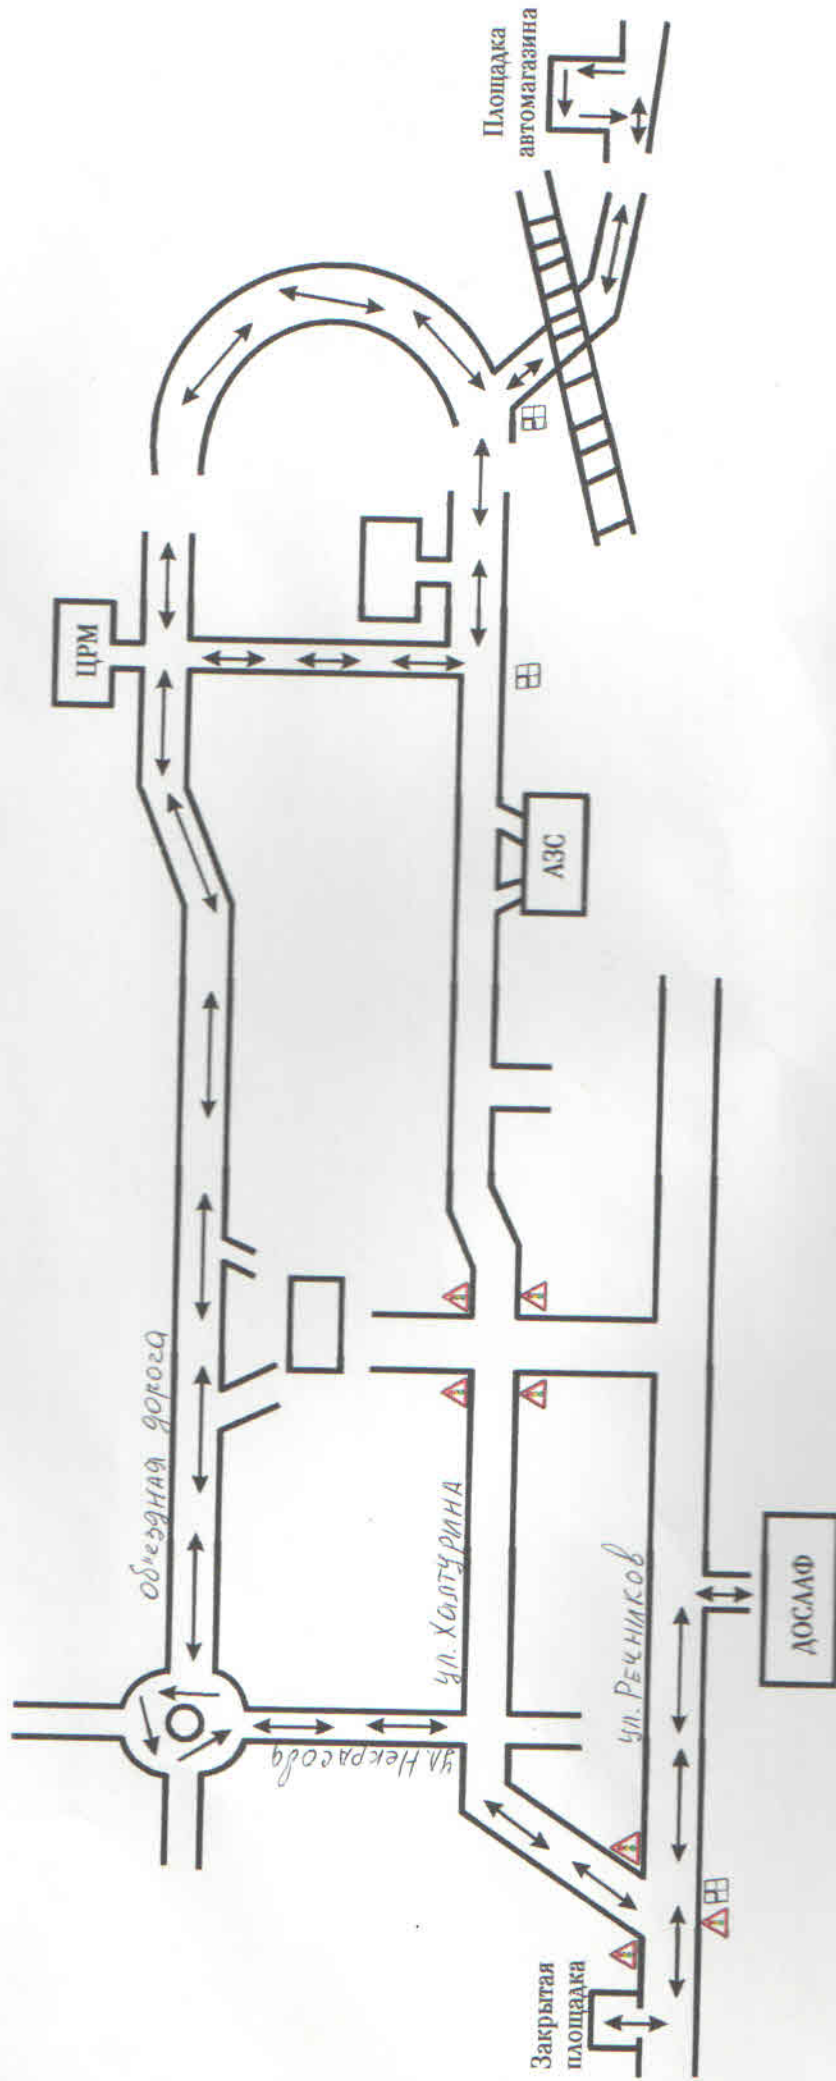 Площадка
автомагазина
ЦРМ
АЗС
объездная дорога
ул. Халтурина
ул. Некрасова
ул. Речников
ДОСААФ
Закрытая
площадка